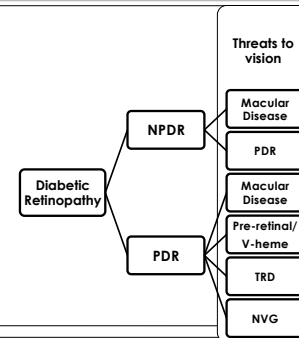 Threats to
vision
Macular
Disease
NPDR
PDR
Diabetic
Retinopathy
Macular
Disease
Pre-retinal/
V-heme
PDR
TRD
NVG